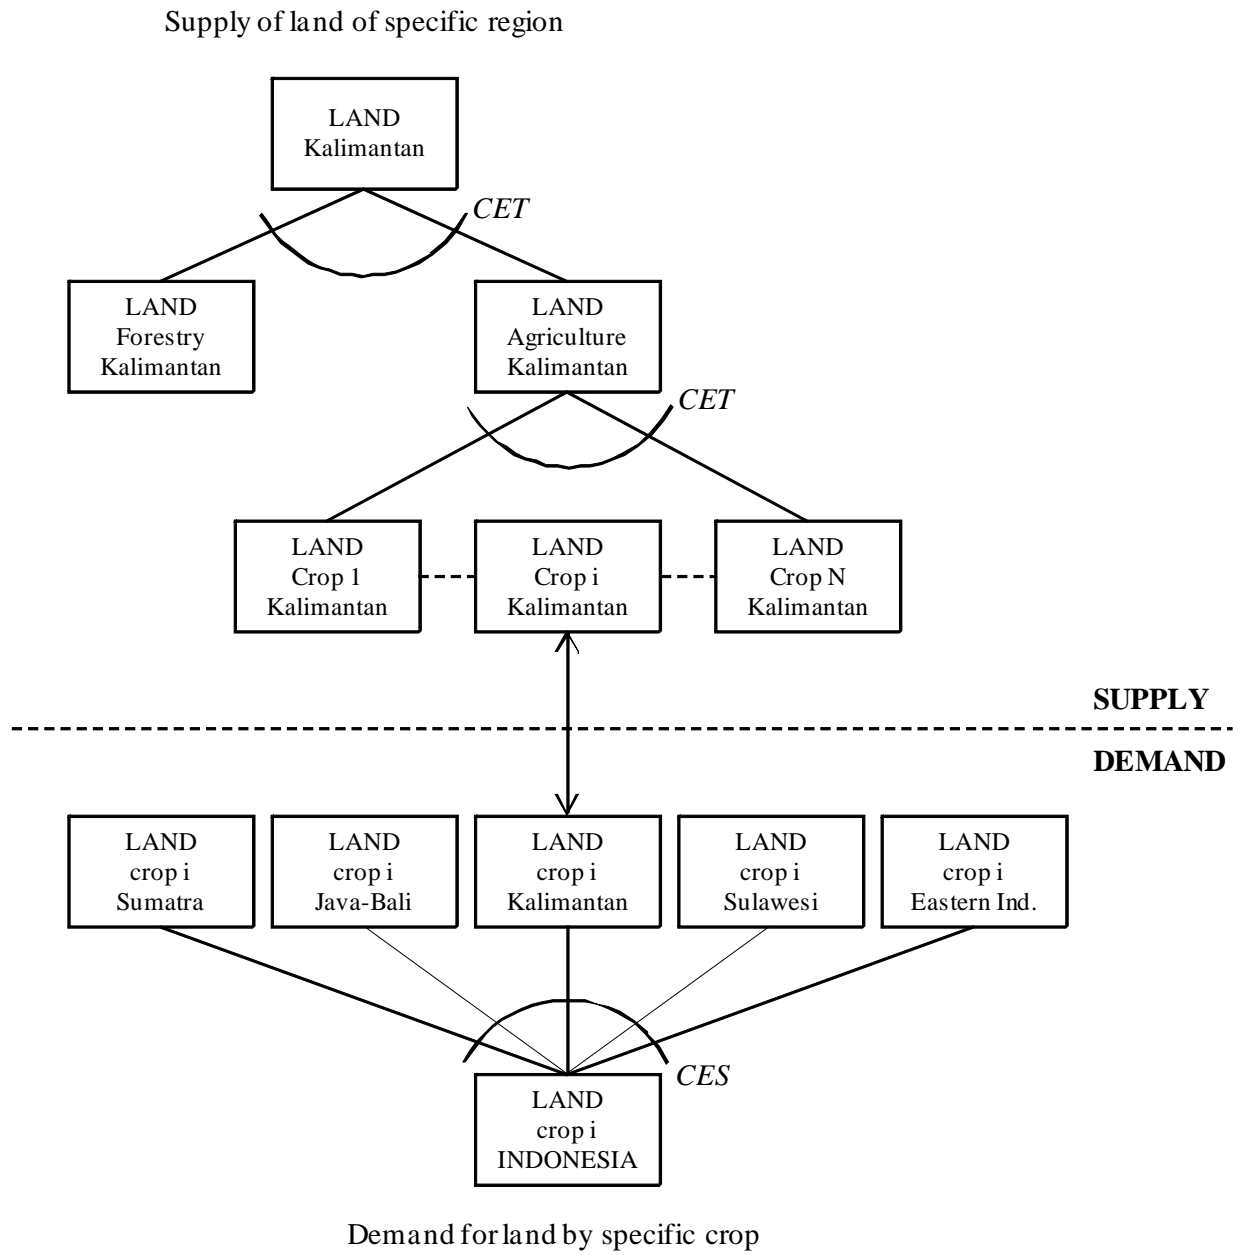 Supply of land of specific region
LAND
Kalimantan
CET
LAND
Forestry
Kalimantan
LAND
Agriculture
Kalimantan
CET
LAND
Crop 1
Kalimantan
LAND
Crop i
Kalimantan
LAND
Crop N
Kalimantan
SUPPLY
DEMAND
LAND
crop i
Sumatra
LAND
crop i
Java-Bali
LAND
crop i
Kalimantan
LAND
crop i
Sulawesi
LAND
crop i
Eastern Ind.
CES
LAND
crop i
INDONESIA
Demand for land by specific crop